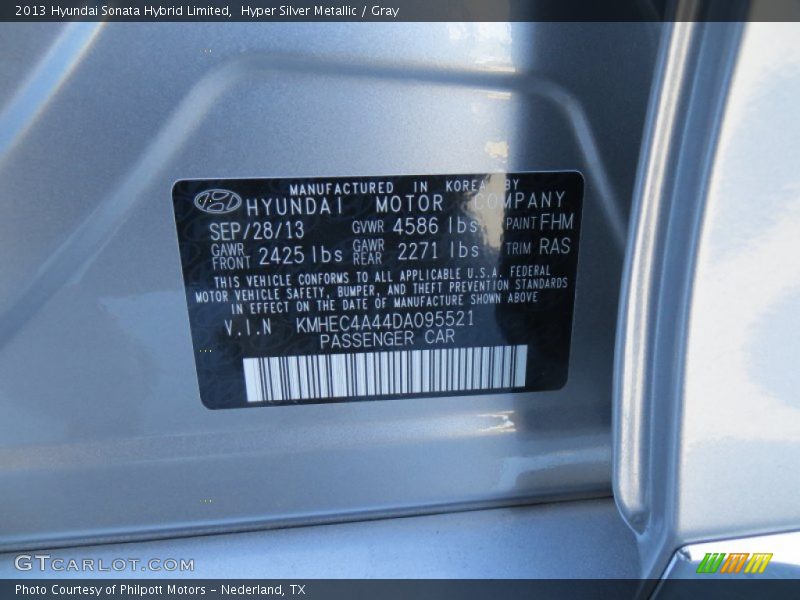 2013 Hyundai Sonata Hybrid Limited,  Hyper Silver Metallic / Gray
MANUFACTURED IN KOREA BY
HYUNDAI MOTOR COMPANY
SEP/28/13 GVWR 4586 lbs PAINT FHM
GAWR FRONT 2425 lbs GAWR REAR 2271 lbs TRIM RAS
THIS VEHICLE CONFORMS TO ALL APPLICABLE U.S.A. FEDERAL
MOTOR VEHICLE SAFETY, BUMPER, AND THEFT PREVENTION STANDARDS
IN EFFECT ON THE DATE OF MANUFACTURE SHOWN ABOVE
V.I.N KMHEC4A44DA095521
PASSENGER CAR
GTCARLOT.COM
Photo Courtesy of Philpott Motors - Nederland, TX